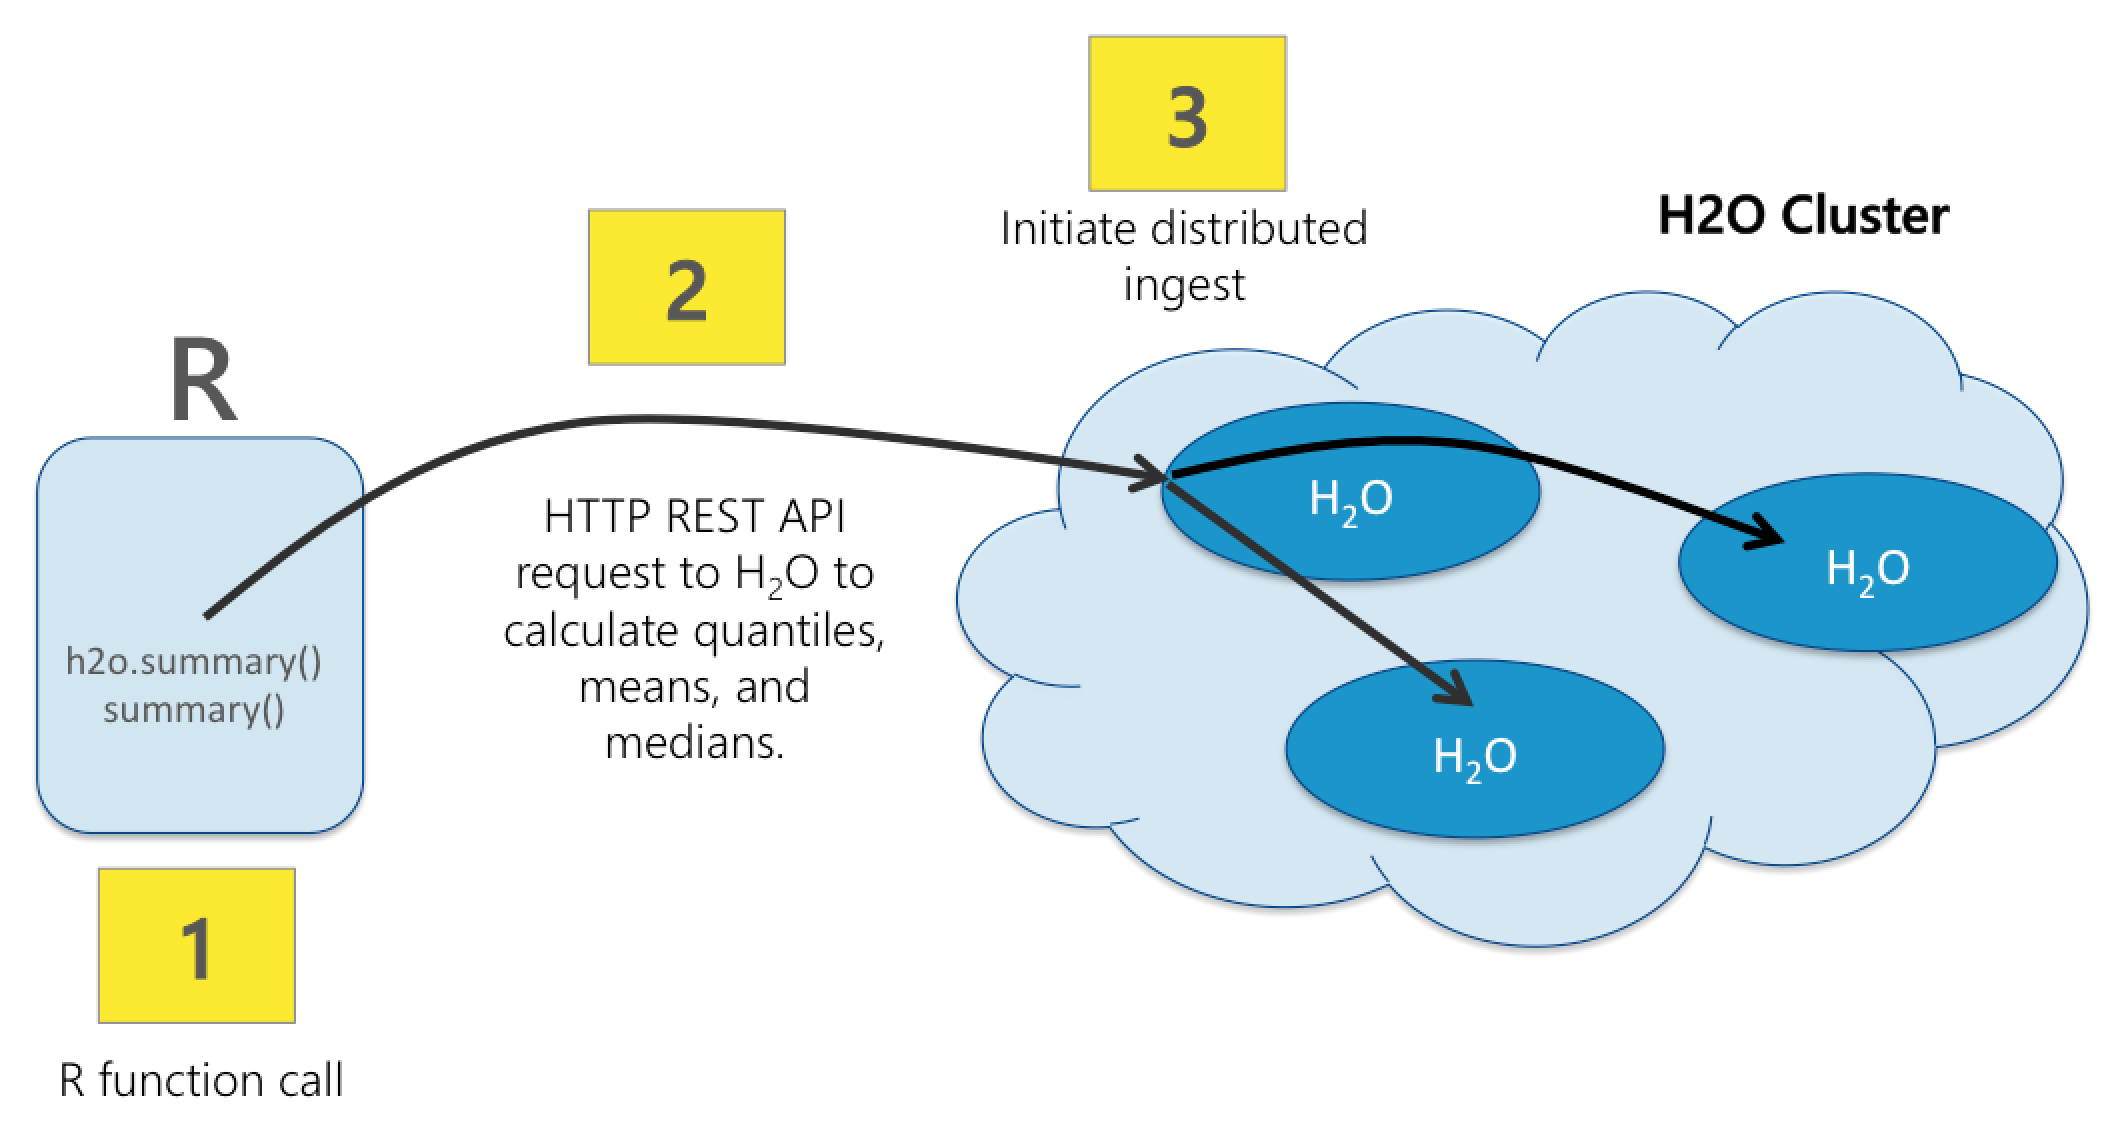 R
h2o.summary()
summary()
1
R function call
2
HTTP REST API
request to H₂O to
calculate quantiles,
means, and
medians.
3
Initiate distributed
ingest
H2O Cluster
H₂O
H₂O
H₂O